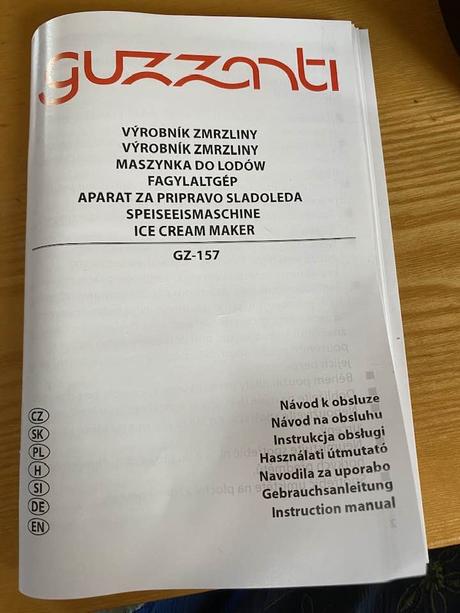 guzzanti
VÝROBNÍK ZMRZLINY
VÝROBNÍK ZMRZLINY
MASZYNKA DO LODÓW
FAGYLALTGÉP
APARAT ZA PRIPRAVO SLADOLEDA
SPEISEEISMASCHINE
ICE CREAM MAKER
GZ-157
CZ Návod k obsluze
SK Návod na obsluhu
PL Instrukcja obsługi
H Használati útmutató
SI Navodila za uporabo
DE Gebrauchsanleitung
EN Instruction manual